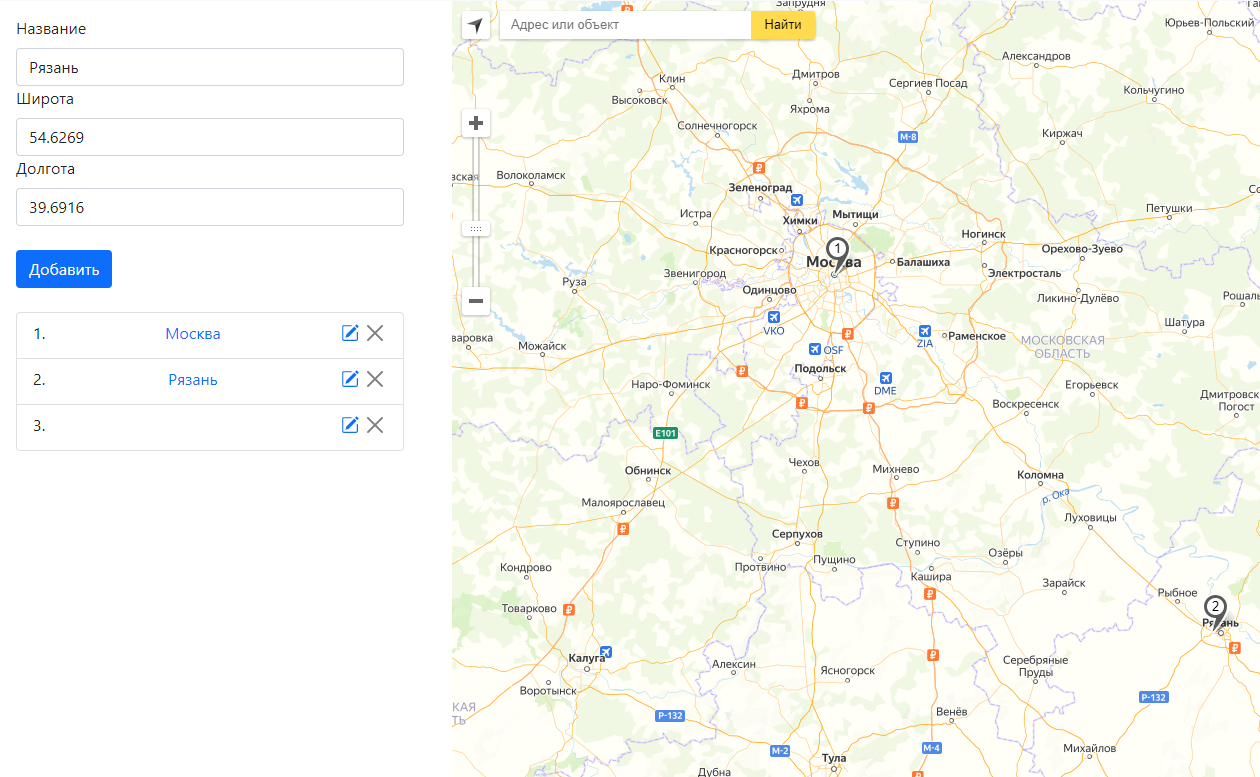 Название
Рязань
Широта
54.6269
Долгота
39.6916
Добавить
1. Москва
2. Рязань
3.
Адрес или объект
Найти
Запрудня
Юрьев-Польский
Александров
Дмитров
Клин
Сергиев Посад
Высоковск
Яхрома
Кольчугино
Солнечногорск
М-8
Киржач
Волоколамск
Зеленоград
Истра
Химки
Мытищи
Петушки
Ногинск
Красногорск
Москва
1
Балашиха
Орехово-Зуево
Звенигород
Электросталь
Руза
Одинцово
Ликино-Дулёво
VKO
ZIA
Раменское
Шатура
Можайск
OSF
МОСКОВСКАЯ
ОБЛАСТЬ
Подольск
Наро-Фоминск
DME
Егорьевск
Дмитровский
Погост
Воскресенск
E101
Обнинск
Чехов
Михнево
Коломна
р. Ока
Малоярославец
Луховицы
Серпухов
Ступино
Озёры
Кондрово
Протвино
Пущино
Кашира
Зарайск
Рыбное
Товарково
2
Рязань
Калуга
Алексин
Ясногорск
Серебряные
Пруды
Воротынск
Р-132
Р-132
Венёв
М-2
М-4
Михайлов
Тула
Дубна